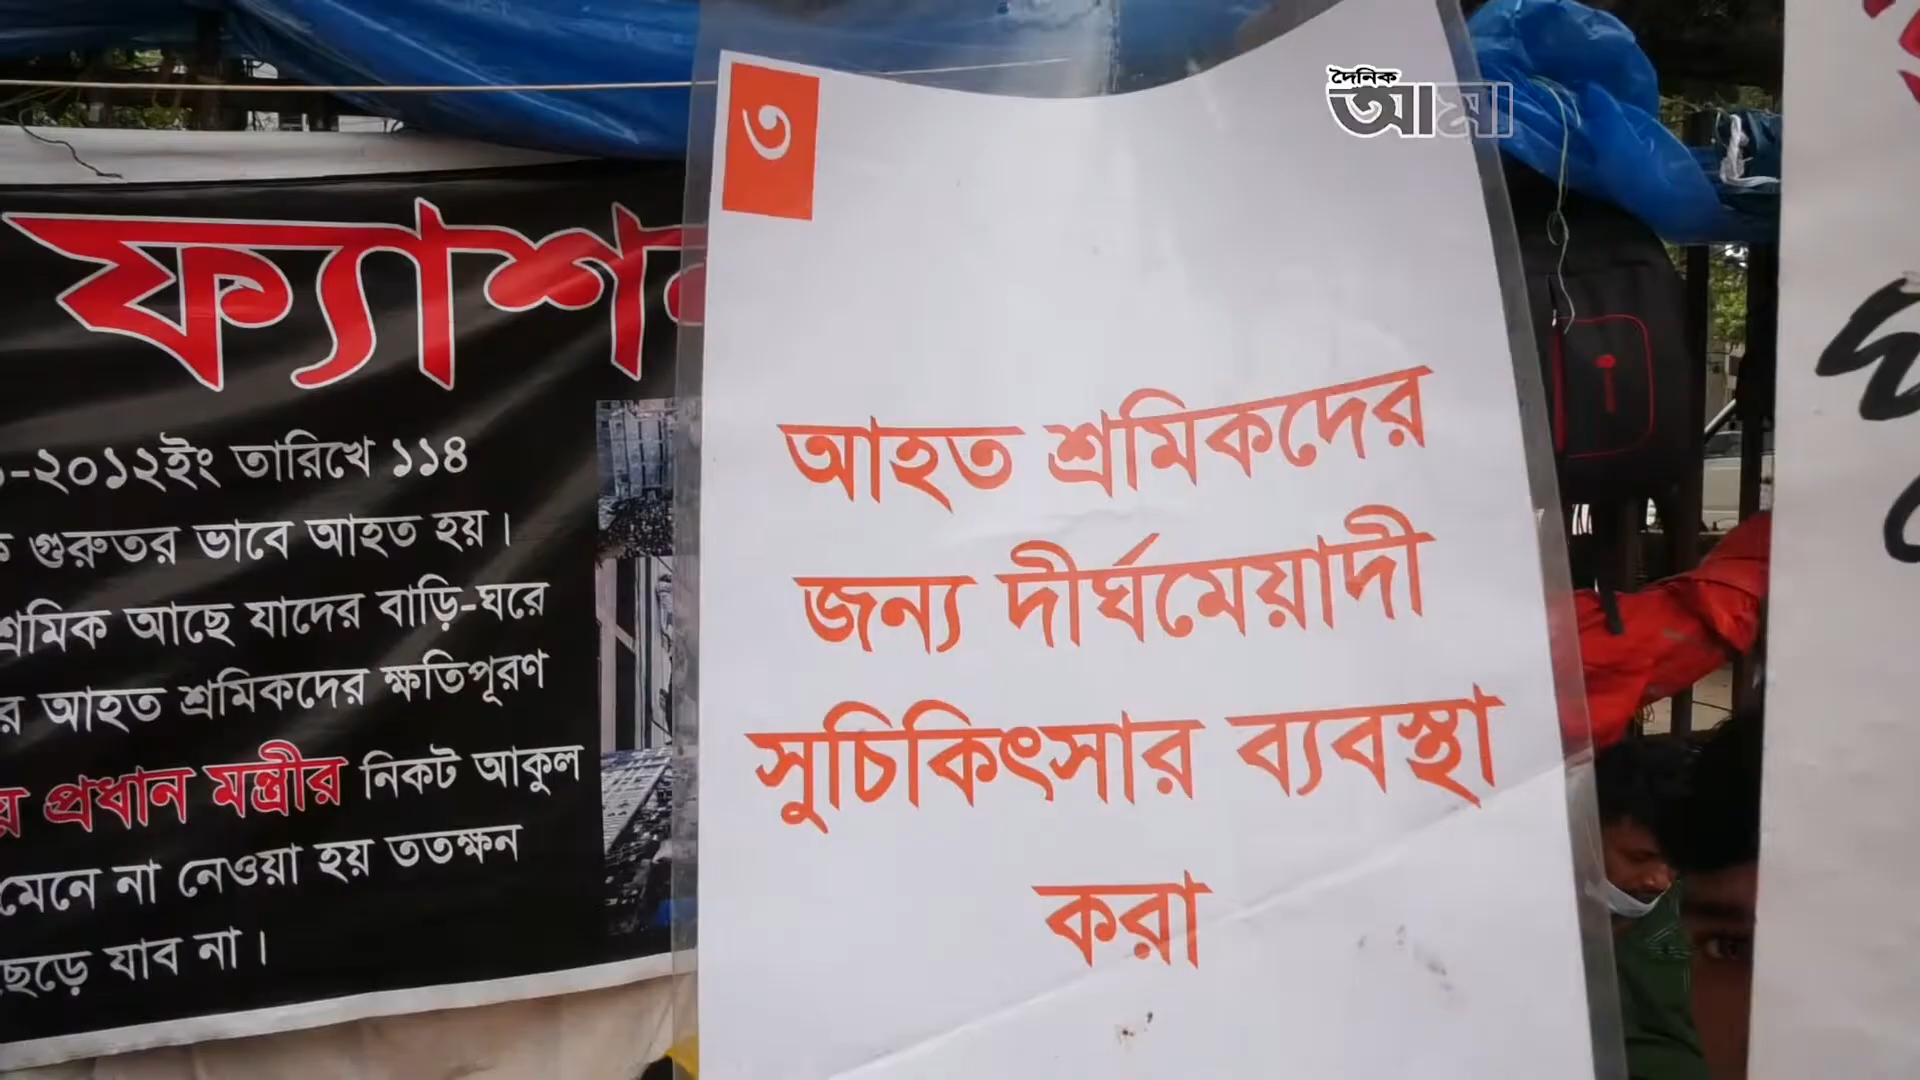 দৈনিক
আমা
৩
আহত শ্রমিকদের
জন্য দীর্ঘমেয়াদী
সুচিকিৎসার ব্যবস্থা
করা
ফ্যাশ
-২০১২ইং তারিখে ১১৪
গুরুতর ভাবে আহত হয়।
শ্রমিক আছে যাদের বাড়ি-ঘরে
র আহত শ্রমিকদের ক্ষতিপূরণ
য় প্রধান মন্ত্রীর নিকট আকুল
মেনে না নেওয়া হয় ততক্ষন
ছেড়ে যাব না।